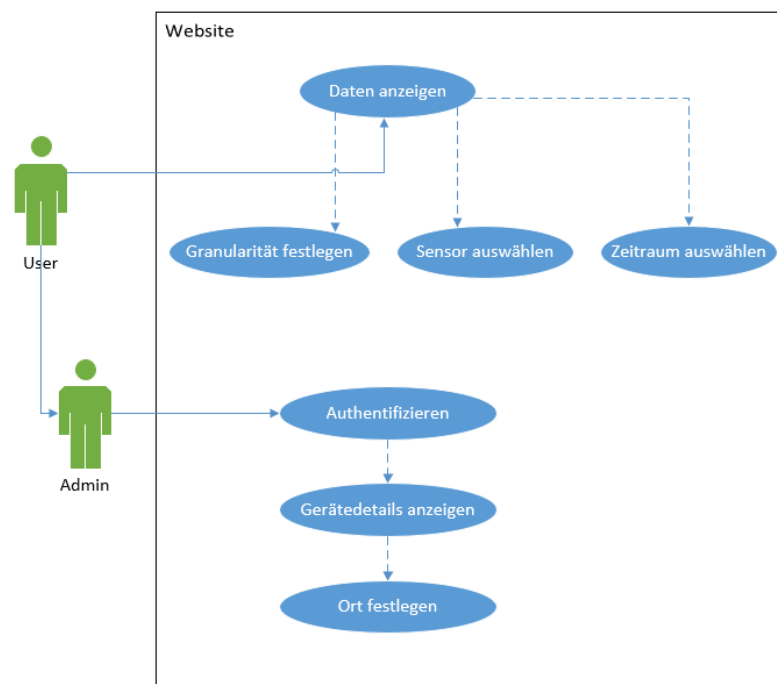 Website
Daten anzeigen
Granularität festlegen
Sensor auswählen
Zeitraum auswählen
User
Authentifizieren
Admin
Gerätedetails anzeigen
Ort festlegen